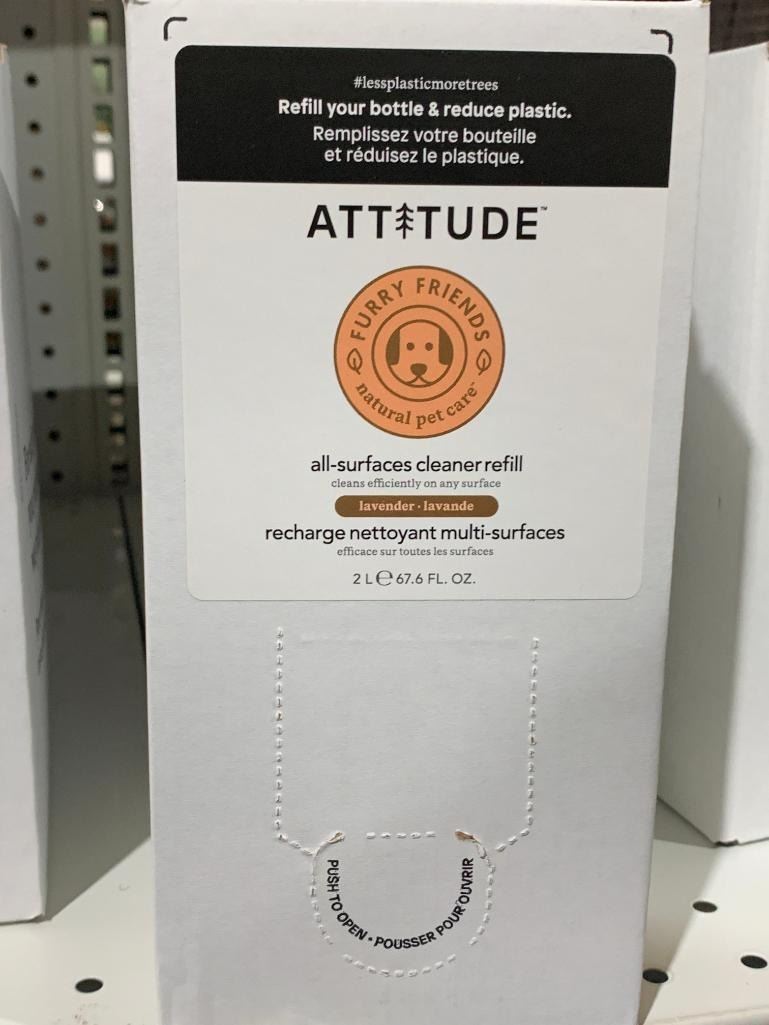 #lessplasticmoretrees
Refill your bottle & reduce plastic.
Remplissez votre bouteille
et réduisez le plastique.
ATTITUDE™
FURRY FRIENDS
natural pet care™
all-surfaces cleaner refill
cleans efficiently on any surface
lavender · lavande
recharge nettoyant multi-surfaces
efficace sur toutes les surfaces
2 L ℮ 67.6 FL. OZ.
PUSH TO OPEN • POUSSER POUR OUVRIR